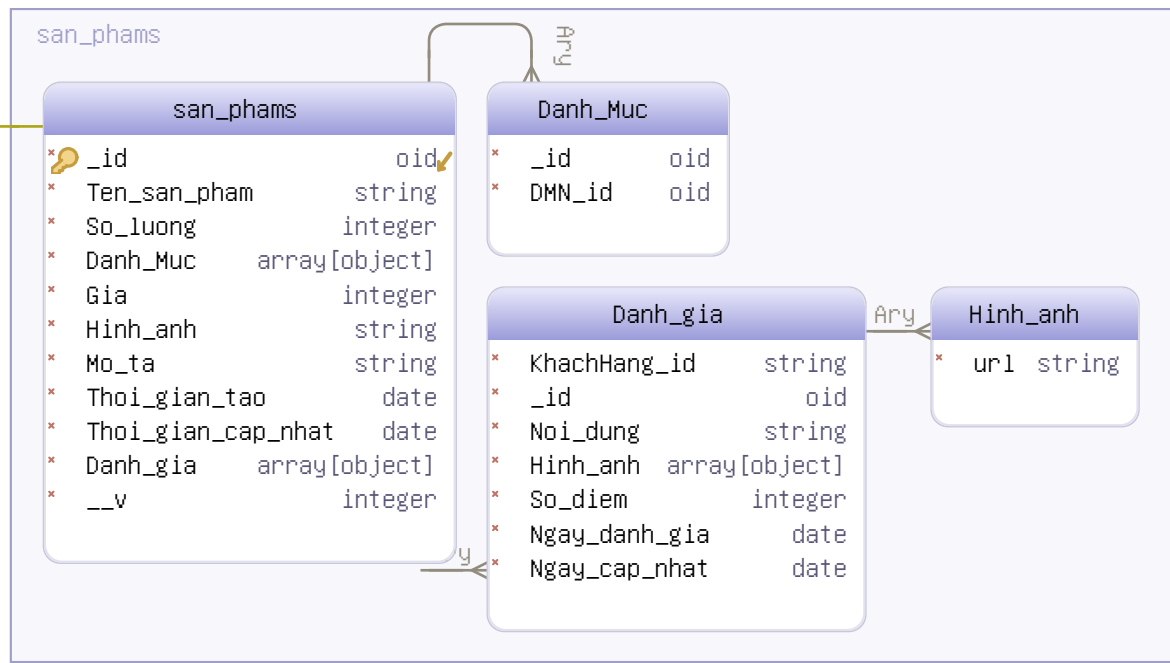 san_phams
Ary
san_phams
_id oid
Ten_san_pham string
So_luong integer
Danh_Muc array[object]
Gia integer
Hinh_anh string
Mo_ta string
Thoi_gian_tao date
Thoi_gian_cap_nhat date
Danh_gia array[object]
__v integer
Danh_Muc
_id oid
DMN_id oid
y
Danh_gia
KhachHang_id string
_id oid
Noi_dung string
Hinh_anh array[object]
So_diem integer
Ngay_danh_gia date
Ngay_cap_nhat date
Ary
Hinh_anh
url string